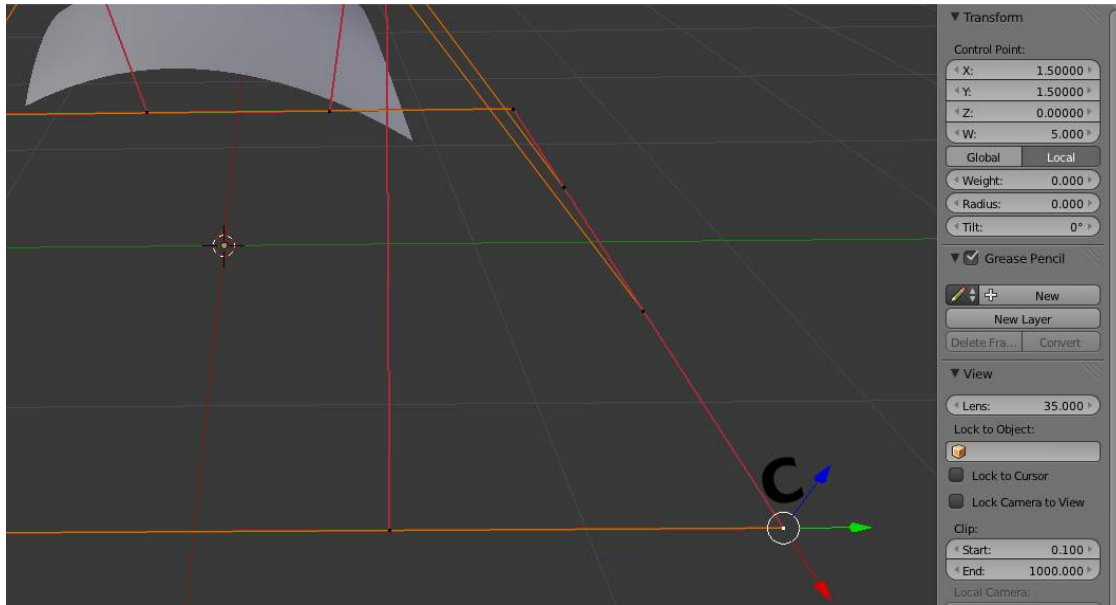 Transform
Control Point:
X: 1.50000
Y: 1.50000
Z: 0.00000
W: 5.000
Global Local
Weight: 0.000
Radius: 0.000
Tilt: 0°
Grease Pencil
New
New Layer
Delete Fra... Convert
View
Lens: 35.000
Lock to Object:
Lock to Cursor
Lock Camera to View
C
Clip:
Start: 0.100
End: 1000.000
Local Camera: